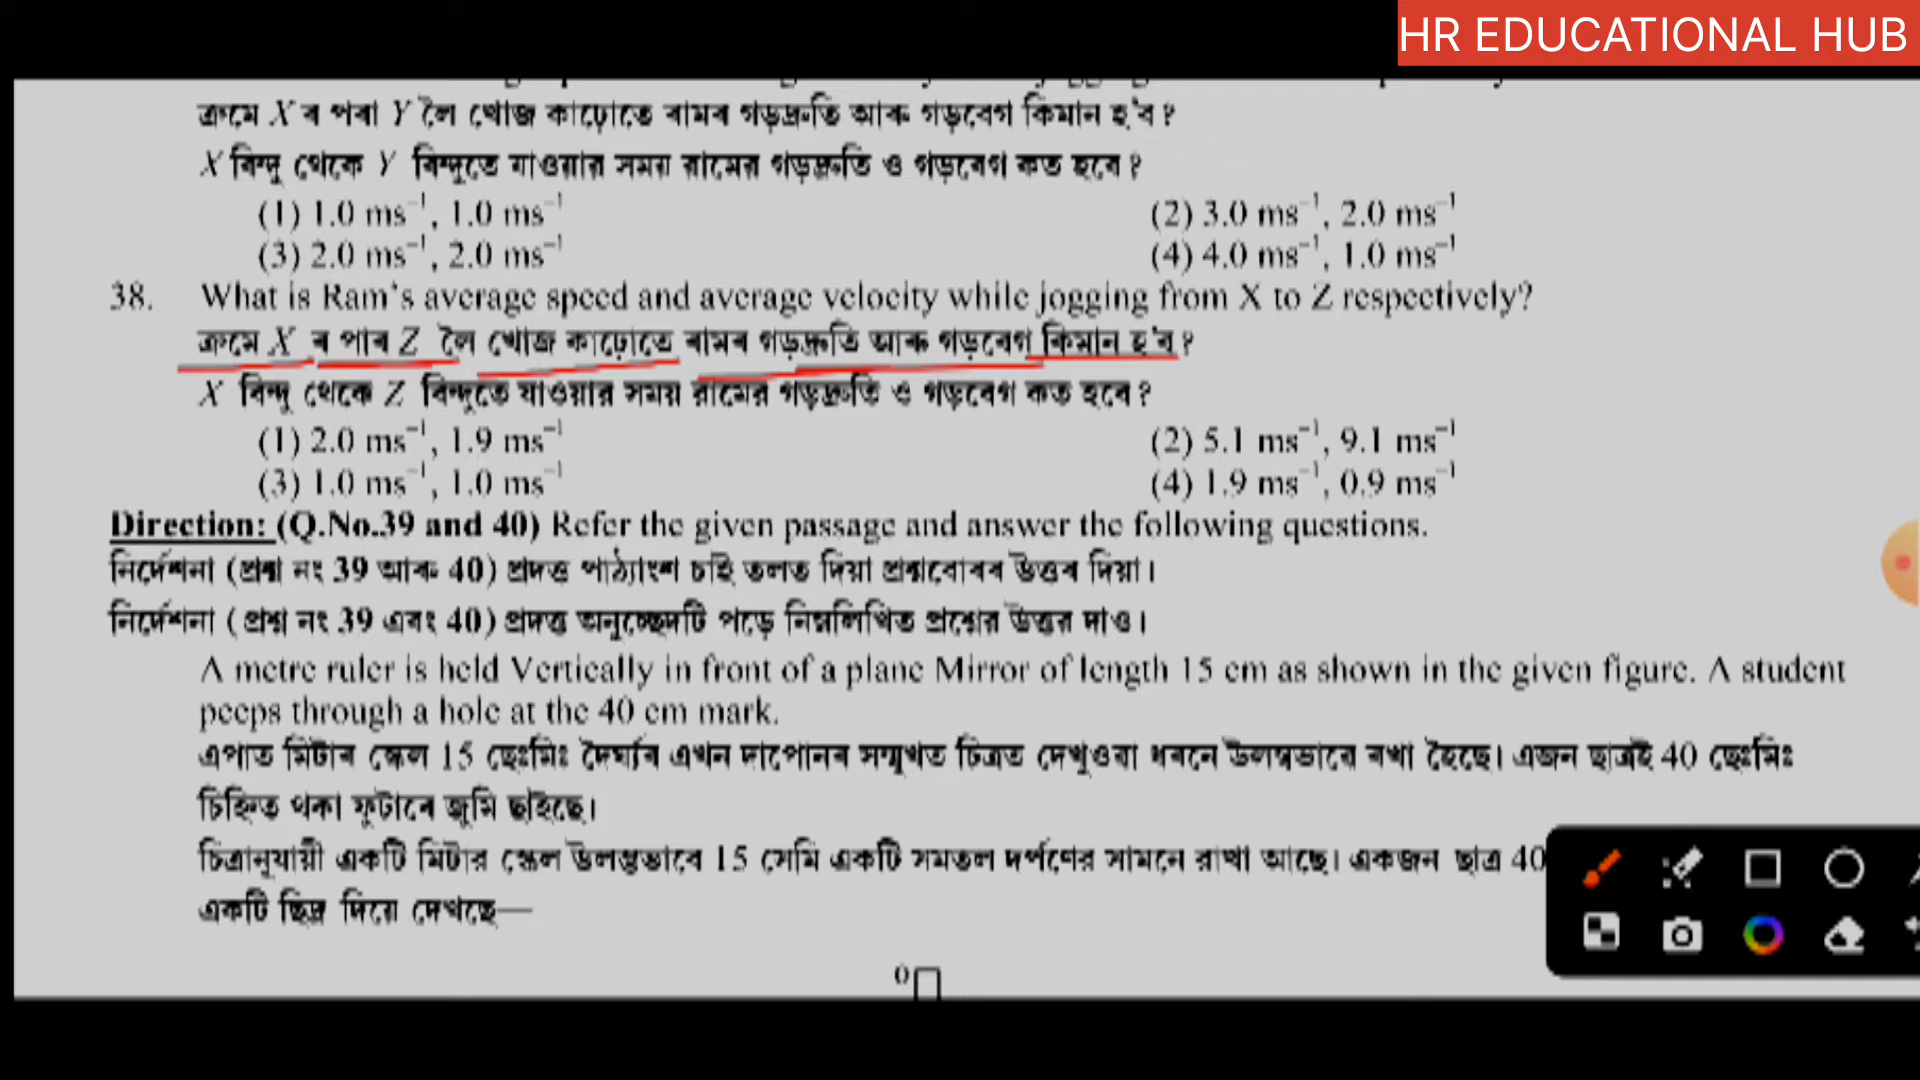 HR EDUCATIONAL HUB
ক্ৰমে X ৰ পৰা Y লৈ খোজ কাঢ়োতে ৰামৰ গড়দ্ৰুতি আৰু গড়বেগ কিমান হ'ব?
X বিন্দু থেকে Y বিন্দুতে যাওয়ার সময় রামের গড়দ্রুতি ও গড়বেগ কত হবে?
(1) 1.0 ms⁻¹, 1.0 ms⁻¹ (2) 3.0 ms⁻¹, 2.0 ms⁻¹
(3) 2.0 ms⁻¹, 2.0 ms⁻¹ (4) 4.0 ms⁻¹, 1.0 ms⁻¹
38. What is Ram's average speed and average velocity while jogging from X to Z respectively?
ক্ৰমে X ৰ পাৰ Z লৈ খোজ কাঢ়োতে ৰামৰ গড়দ্ৰুতি আৰু গড়বেগ কিমান হ'ব?
X বিন্দু থেকে Z বিন্দুতে যাওয়ার সময় রামের গড়দ্রুতি ও গড়বেগ কত হবে?
(1) 2.0 ms⁻¹, 1.9 ms⁻¹ (2) 5.1 ms⁻¹, 9.1 ms⁻¹
(3) 1.0 ms⁻¹, 1.0 ms⁻¹ (4) 1.9 ms⁻¹, 0.9 ms⁻¹
Direction: (Q.No.39 and 40) Refer the given passage and answer the following questions.
নিৰ্দেশনা (প্ৰশ্ন নং 39 আৰু 40) প্ৰদত্ত পাঠ্যাংশ চাই তলত দিয়া প্ৰশ্নবোৰৰ উত্তৰ দিয়া।
নির্দেশনা (প্রশ্ন নং 39 এবং 40) প্রদত্ত অনুচ্ছেদটি পড়ে নিম্নলিখিত প্রশ্নের উত্তর দাও।
A metre ruler is held Vertically in front of a plane Mirror of length 15 cm as shown in the given figure. A student
peeps through a hole at the 40 cm mark.
এপাত মিটাৰ স্কেল 15 ছেঃমিঃ দৈৰ্ঘ্যৰ এখন দাপোনৰ সন্মুখত চিত্ৰত দেখুওৱা ধৰনে উলম্বভাবে ৰখা হৈছে। এজন ছাত্ৰই 40 ছেঃমিঃ
চিহ্নিত থকা ফুটাৰে জুমি ছাইছে।
চিত্রানুযায়ী একটি মিটার স্কেল উলম্বভাবে 15 সেমি একটি সমতল দর্পণের সামনে রাখা আছে। একজন ছাত্র 40
একটি ছিদ্র দিয়ে দেখছে—
0